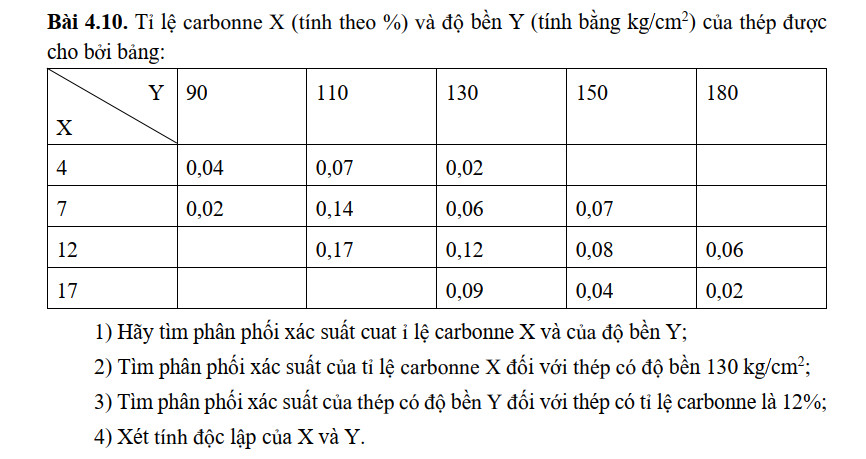 Bài 4.10. Tỉ lệ carbonne X (tính theo %) và độ bền Y (tính bằng kg/cm²) của thép được
cho bởi bảng:
Y 90 110 130 150 180
X
4 0,04 0,07 0,02
7 0,02 0,14 0,06 0,07
12 0,17 0,12 0,08 0,06
17 0,09 0,04 0,02
1) Hãy tìm phân phối xác suất cuat ỉ lệ carbonne X và của độ bền Y;
2) Tìm phân phối xác suất của tỉ lệ carbonne X đối với thép có độ bền 130 kg/cm²;
3) Tìm phân phối xác suất của thép có độ bền Y đối với thép có tỉ lệ carbonne là 12%;
4) Xét tính độc lập của X và Y.